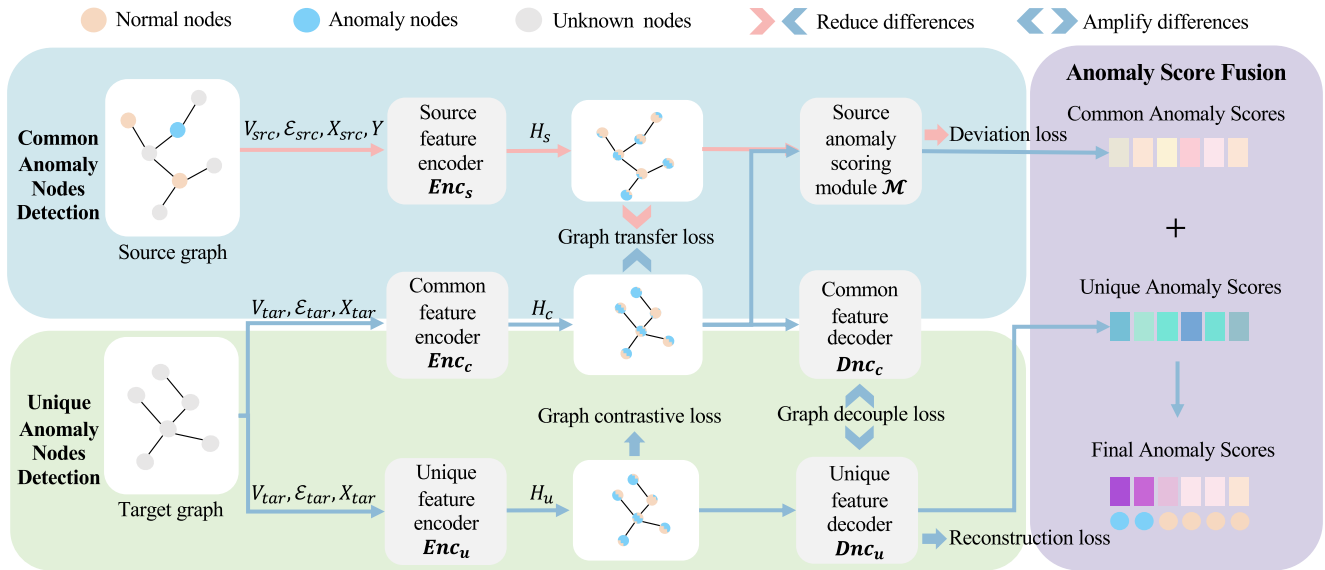 Normal nodes
Anomaly nodes
Unknown nodes
Reduce differences
Amplify differences
Common
Anomaly
Nodes
Detection
Source graph
V_src, ℰ_src, X_src, Y
Source
feature
encoder
Enc_s
H_s
Graph transfer loss
Source
anomaly
scoring
module ℳ
Deviation loss
V_tar, ℰ_tar, X_tar
Common
feature
encoder
Enc_c
H_c
Common
feature
decoder
Dnc_c
Unique
Anomaly
Nodes
Detection
Target graph
Graph contrastive loss
Graph decouple loss
V_tar, ℰ_tar, X_tar
Unique
feature
encoder
Enc_u
H_u
Unique
feature
decoder
Dnc_u
Reconstruction loss
Anomaly Score Fusion
Common Anomaly Scores
+
Unique Anomaly Scores
Final Anomaly Scores